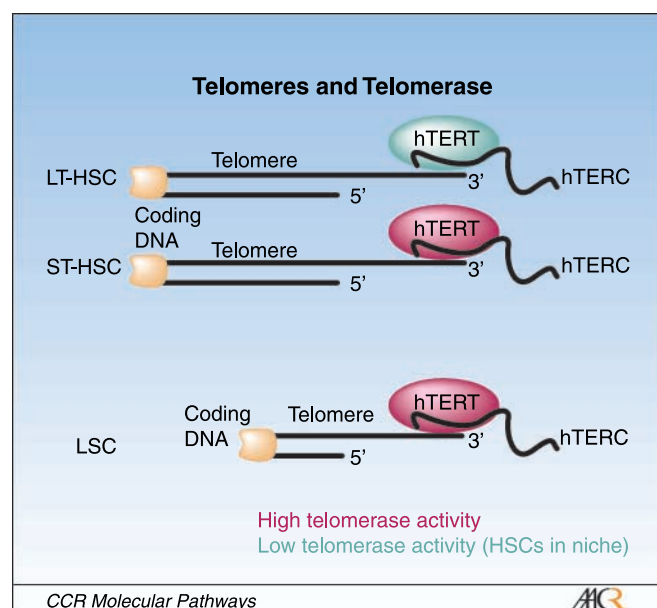 Telomeres and Telomerase
hTERT
Telomere
LT-HSC
3’
hTERC
5’
Coding
DNA
hTERT
Telomere
ST-HSC
3’
hTERC
5’
hTERT
Coding
DNA
Telomere
LSC
3’
hTERC
5’
High telomerase activity
Low telomerase activity (HSCs in niche)
CCR Molecular Pathways
AACR